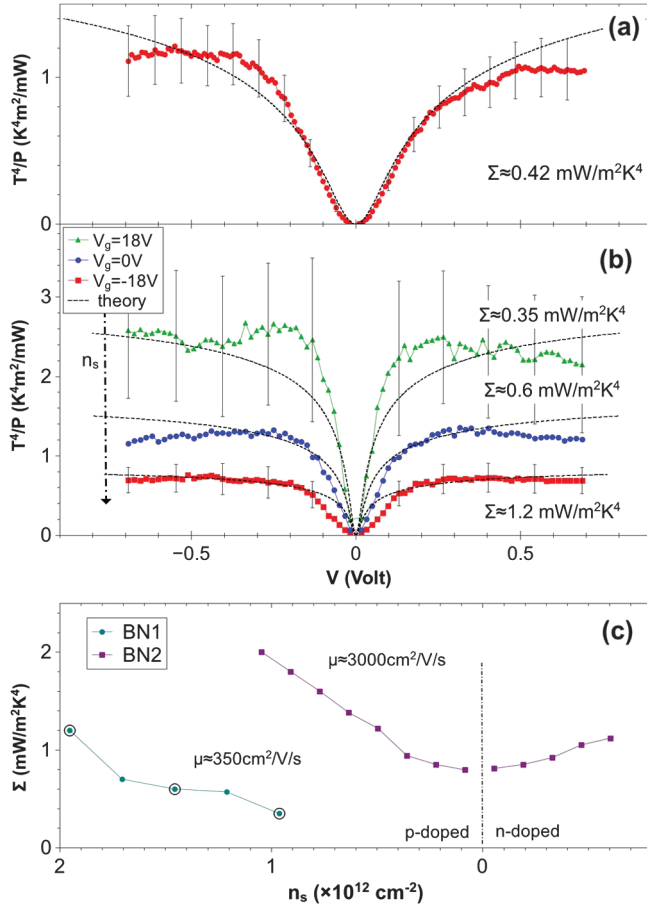 (a)
T⁴/P (K⁴m²/mW)
1
0
Σ≈0.42 mW/m²K⁴
V_g=18V
V_g=0V
V_g=-18V
theory
(b)
n_s
T⁴/P (K⁴m²/mW)
3
2
1
0
Σ≈0.35 mW/m²K⁴
Σ≈0.6 mW/m²K⁴
Σ≈1.2 mW/m²K⁴
−0.5
0
0.5
V (Volt)
BN1
BN2
(c)
μ≈3000cm²/V/s
μ≈350cm²/V/s
Σ (mW/m²K⁴)
2
1
0
p-doped
n-doped
2
1
0
n_s (×10¹² cm⁻²)